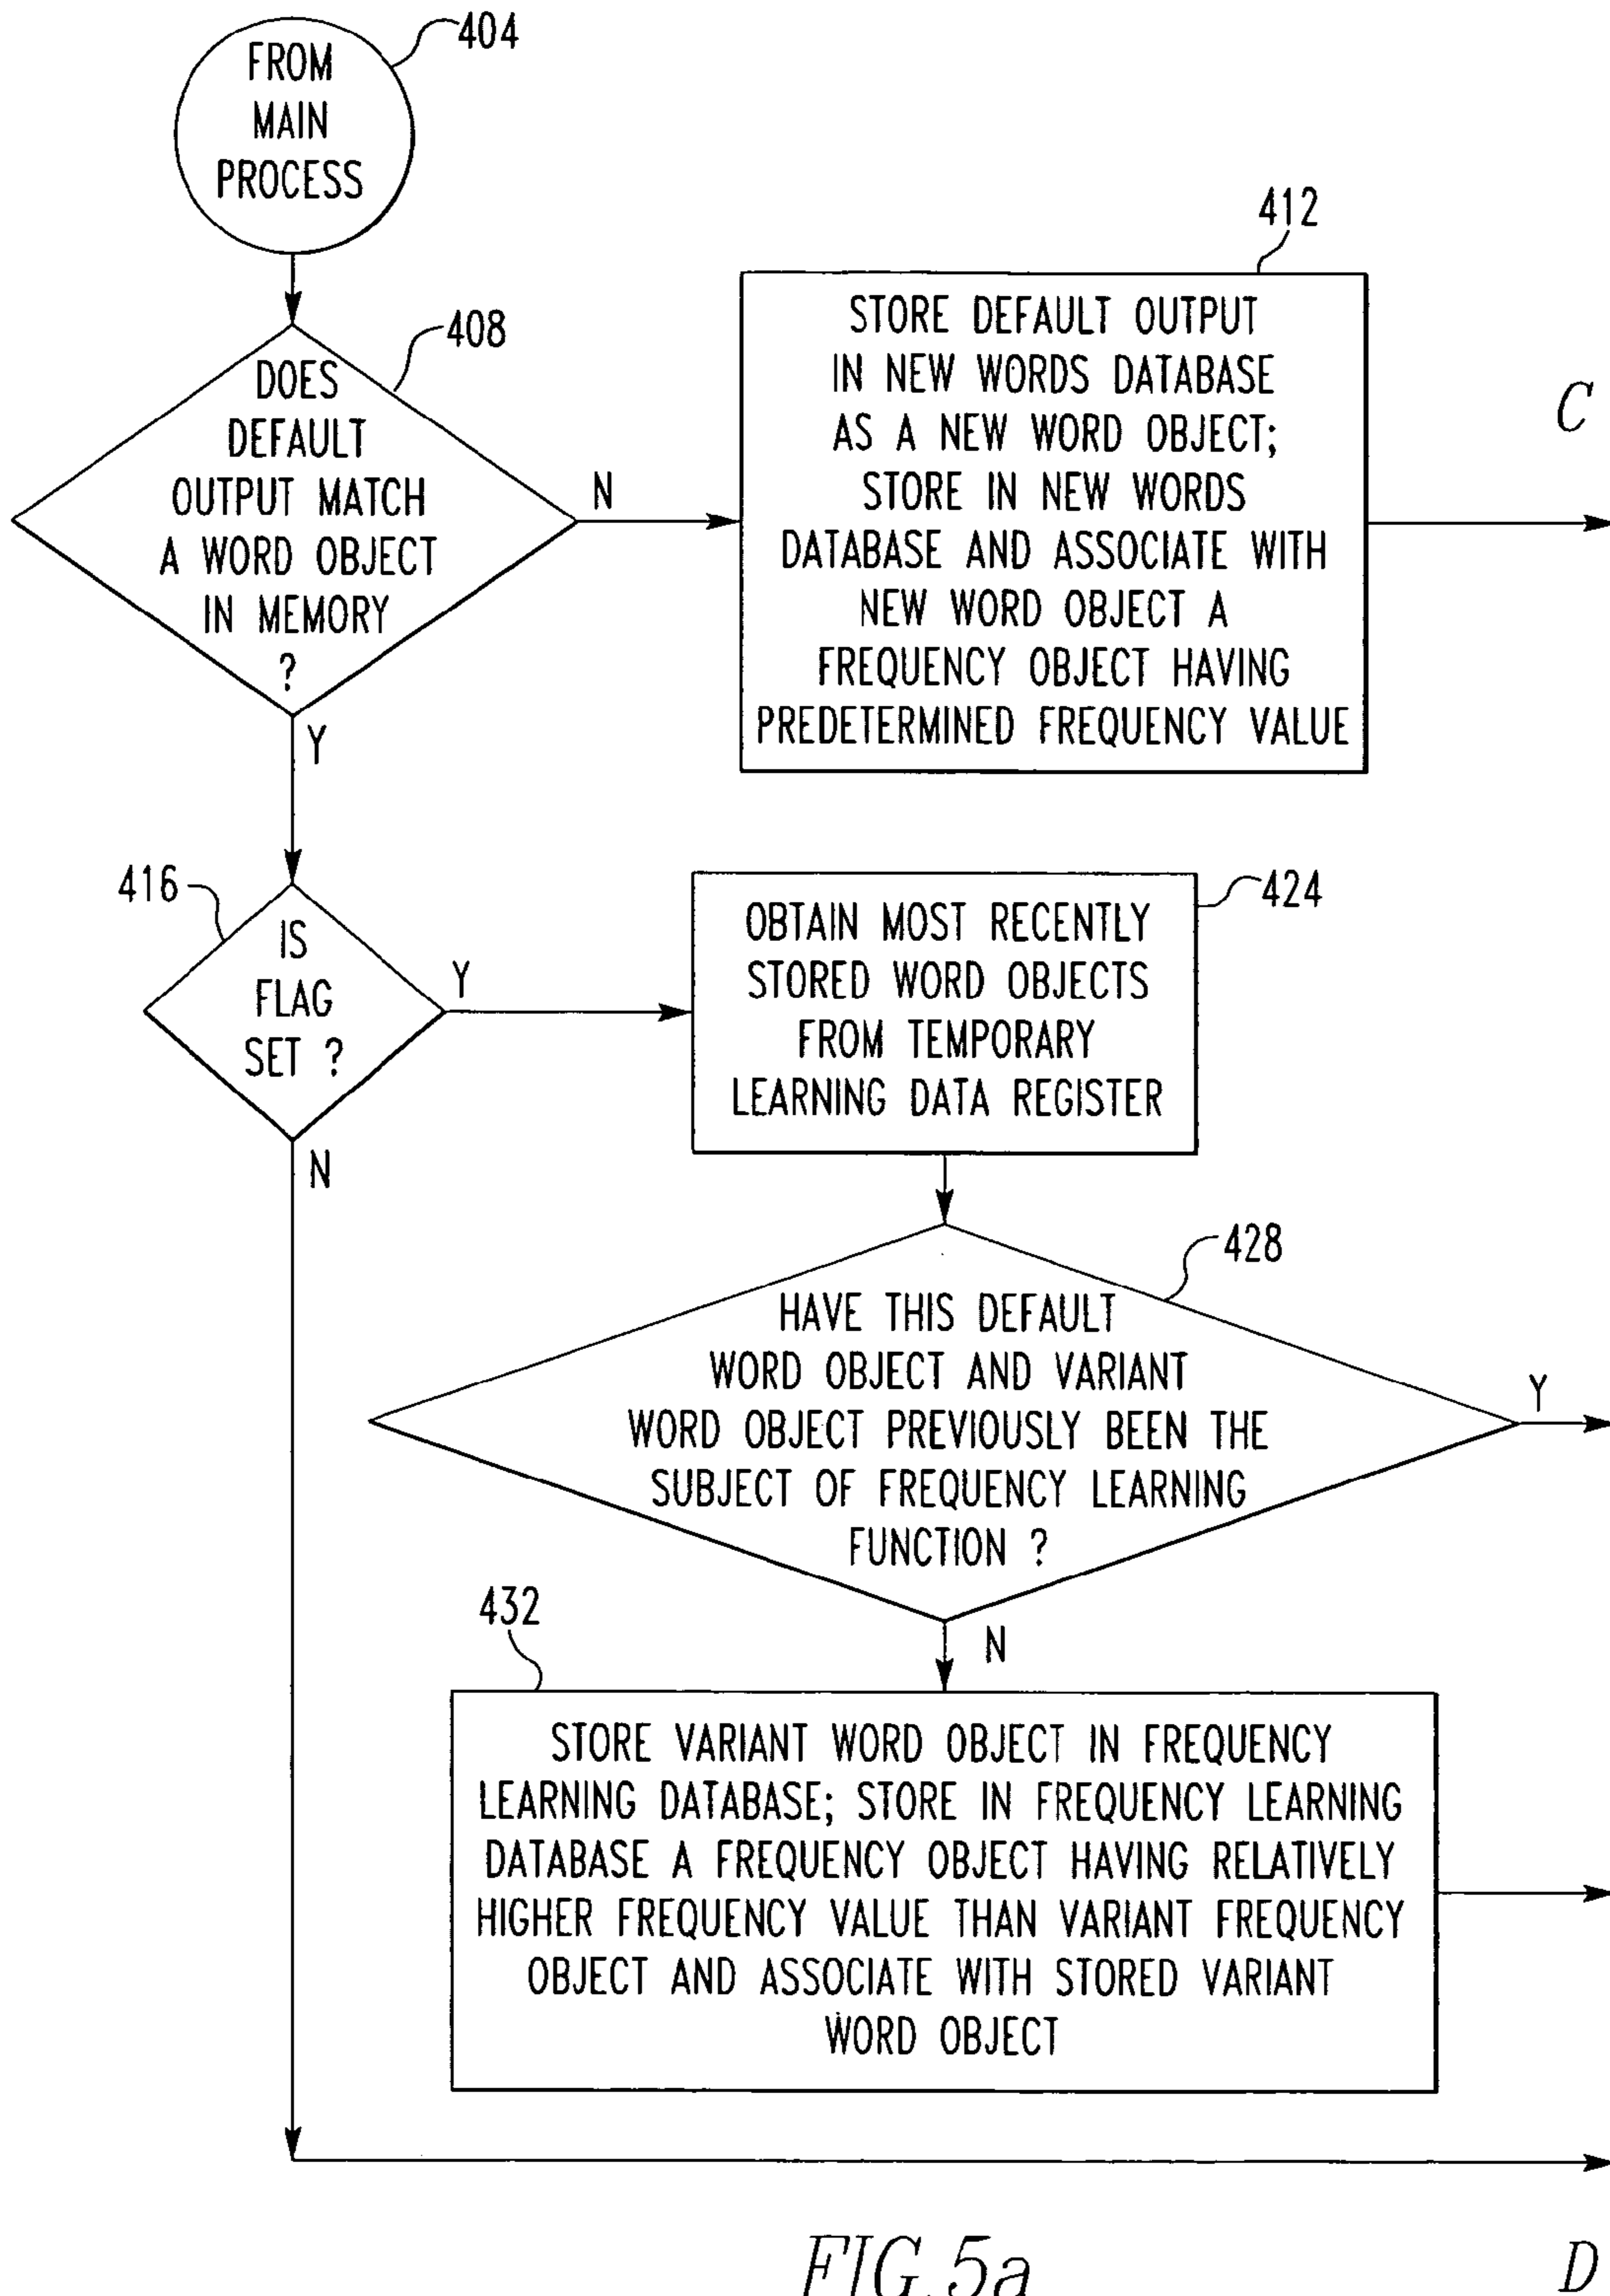 FROM
MAIN
PROCESS
404
DOES
DEFAULT
OUTPUT MATCH
A WORD OBJECT
IN MEMORY
?
408
N
Y
412
STORE DEFAULT OUTPUT
IN NEW WORDS DATABASE
AS A NEW WORD OBJECT;
STORE IN NEW WORDS
DATABASE AND ASSOCIATE WITH
NEW WORD OBJECT A
FREQUENCY OBJECT HAVING
PREDETERMINED FREQUENCY VALUE
C
416
IS
FLAG
SET ?
Y
N
424
OBTAIN MOST RECENTLY
STORED WORD OBJECTS
FROM TEMPORARY
LEARNING DATA REGISTER
428
HAVE THIS DEFAULT
WORD OBJECT AND VARIANT
WORD OBJECT PREVIOUSLY BEEN THE
SUBJECT OF FREQUENCY LEARNING
FUNCTION ?
Y
N
432
STORE VARIANT WORD OBJECT IN FREQUENCY
LEARNING DATABASE; STORE IN FREQUENCY LEARNING
DATABASE A FREQUENCY OBJECT HAVING RELATIVELY
HIGHER FREQUENCY VALUE THAN VARIANT FREQUENCY
OBJECT AND ASSOCIATE WITH STORED VARIANT
WORD OBJECT
FIG.5a
D